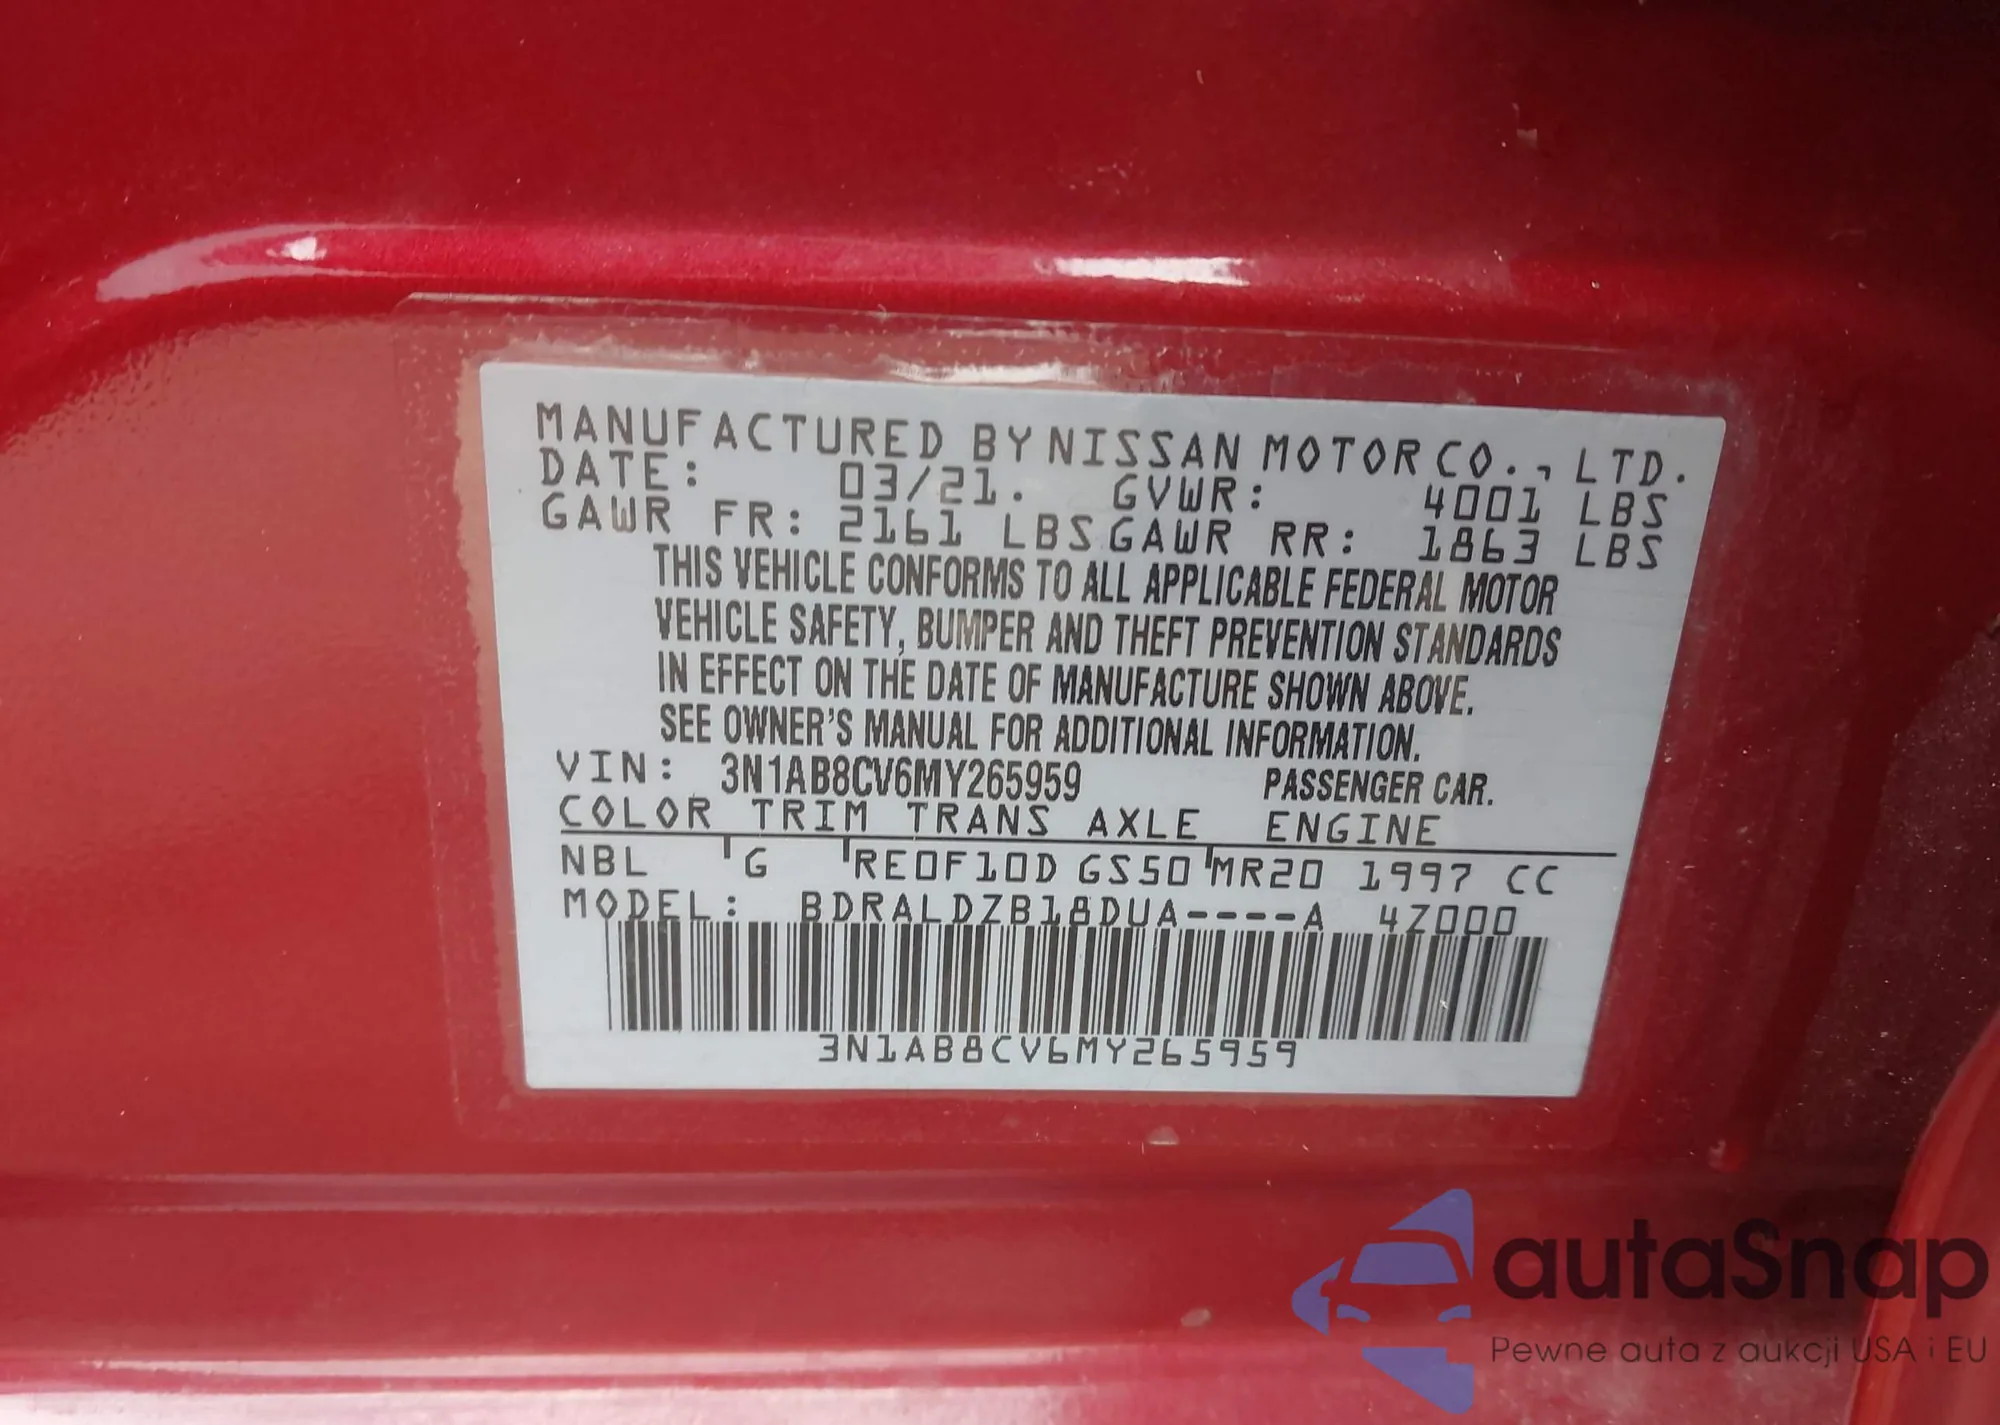 MANUFACTURED BY NISSAN MOTOR CO., LTD.
DATE: 03/21. GVWR: 4001 LBS
GAWR FR: 2161 LBS GAWR RR: 1863 LBS
THIS VEHICLE CONFORMS TO ALL APPLICABLE FEDERAL MOTOR
VEHICLE SAFETY, BUMPER AND THEFT PREVENTION STANDARDS
IN EFFECT ON THE DATE OF MANUFACTURE SHOWN ABOVE.
SEE OWNER'S MANUAL FOR ADDITIONAL INFORMATION.
VIN: 3N1AB8CV6MY265959 PASSENGER CAR.
COLOR TRIM TRANS AXLE ENGINE
NBL G RE0F10D GS50 MR20 1997 CC
MODEL: BDRALDZB18DUA----A 4Z000
3N1AB8CV6MY265959
autaSnap
Pewne auta z aukcji USA i EU